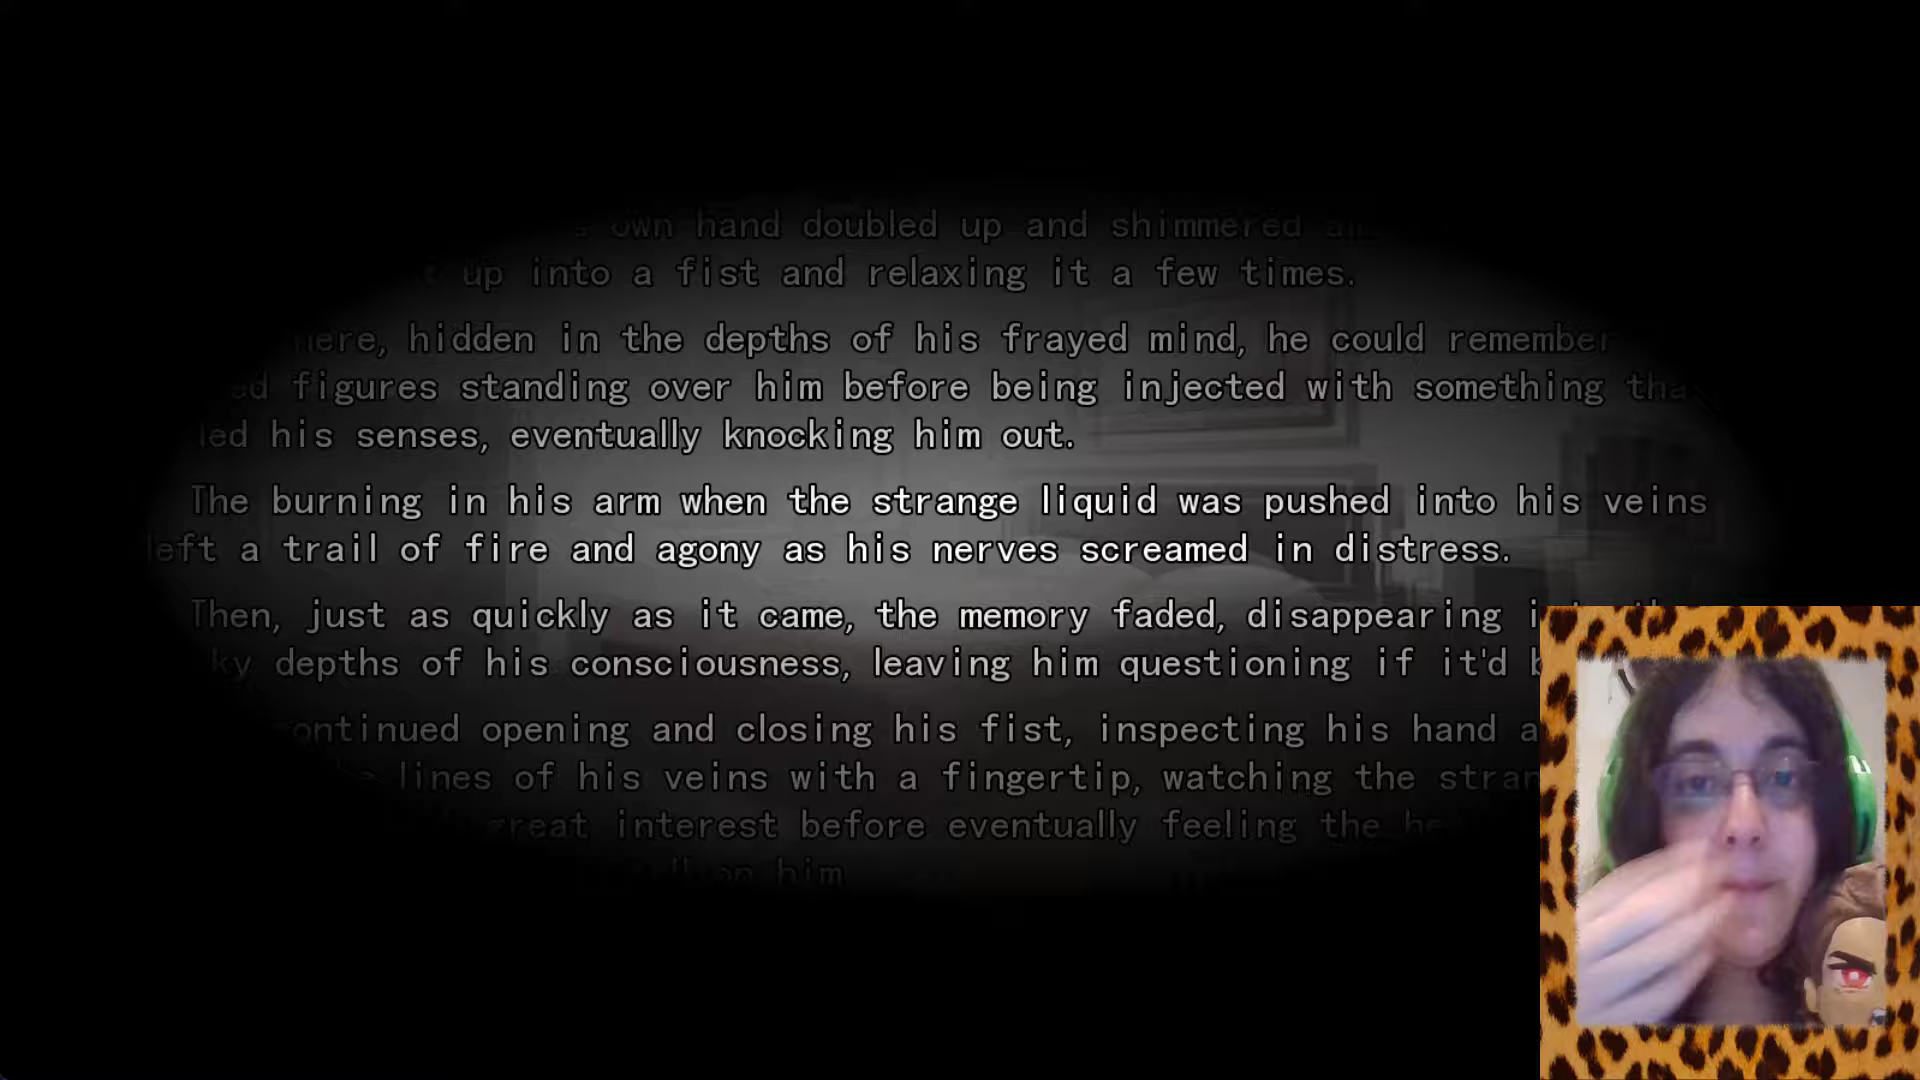 own hand doubled up and shimmered
up into a fist and relaxing it a few times.
hidden in the depths of his frayed mind, he could remember
figures standing over him before being injected with something
his senses, eventually knocking him out.
The burning in his arm when the strange liquid was pushed into his veins
left a trail of fire and agony as his nerves screamed in distress.
Then, just as quickly as it came, the memory faded, disappearing
depths of his consciousness, leaving him questioning if it'd
continued opening and closing his fist, inspecting his hand
lines of his veins with a fingertip, watching the
great interest before eventually feeling the
him